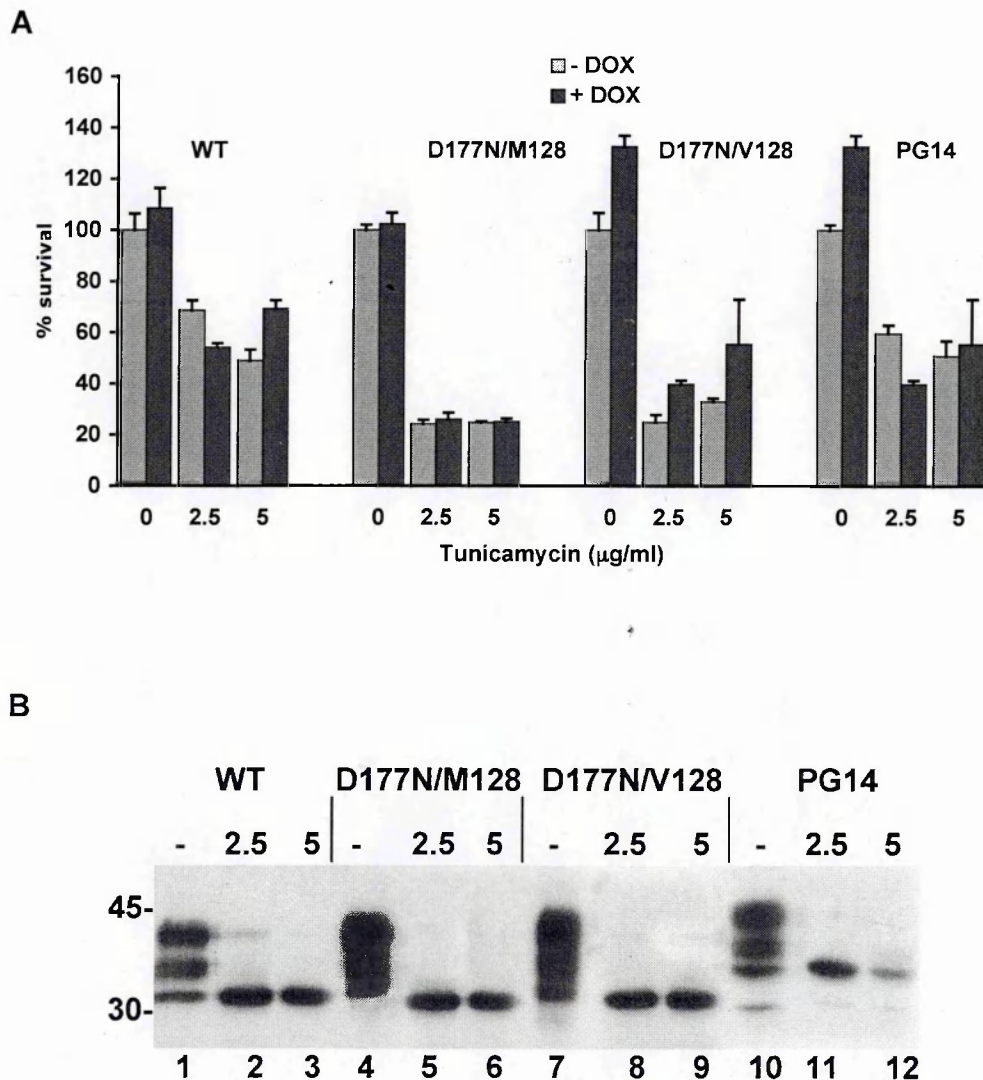 A
- DOX
+ DOX
160
140
120
100
80
60
40
20
0
% survival
WT
D177N/M128
D177N/V128
PG14
0 2.5 5 0 2.5 5 0 2.5 5 0 2.5 5
Tunicamycin (μg/ml)
B
WT D177N/M128 D177N/V128 PG14
- 2.5 5 - 2.5 5 - 2.5 5 - 2.5 5
45-
30-
1 2 3 4 5 6 7 8 9 10 11 12